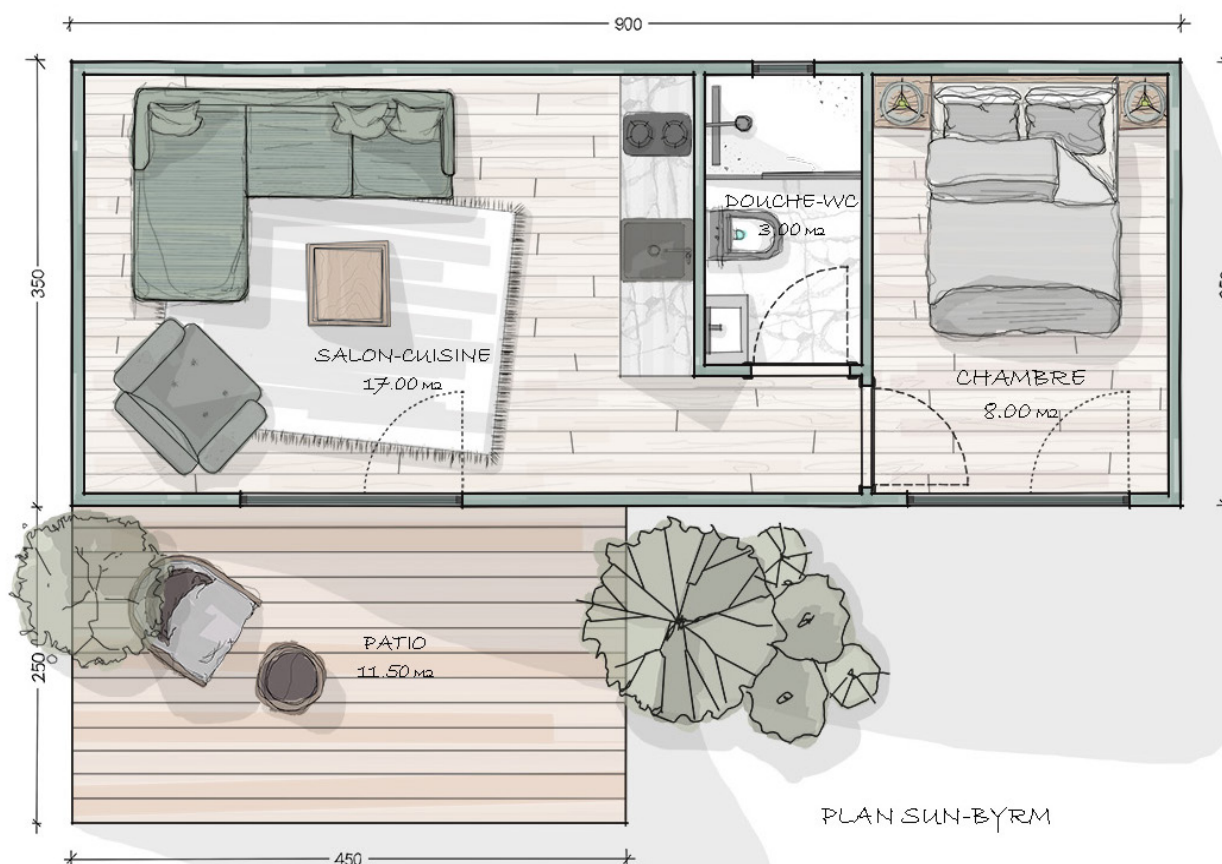 900
350
DOUCHE-WC
3.00 M2
SALON-CUISINE
17.00 M2
CHAMBRE
8.00 M2
PATIO
11.50 M2
250
PLAN SUN-BYRM
450